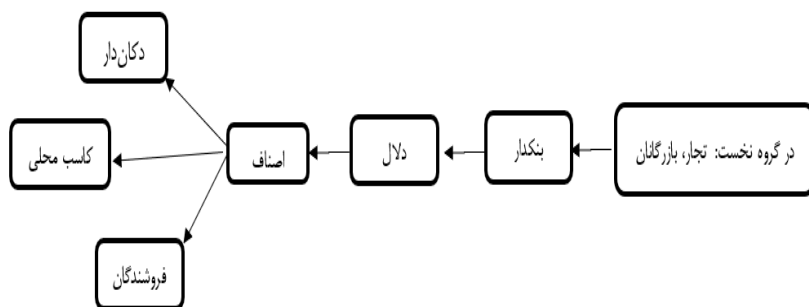 در گروه نخست: تجار، بازرگانان
بنکدار
دلال
اصناف
دکان‌دار
کاسب محلی
فروشندگان